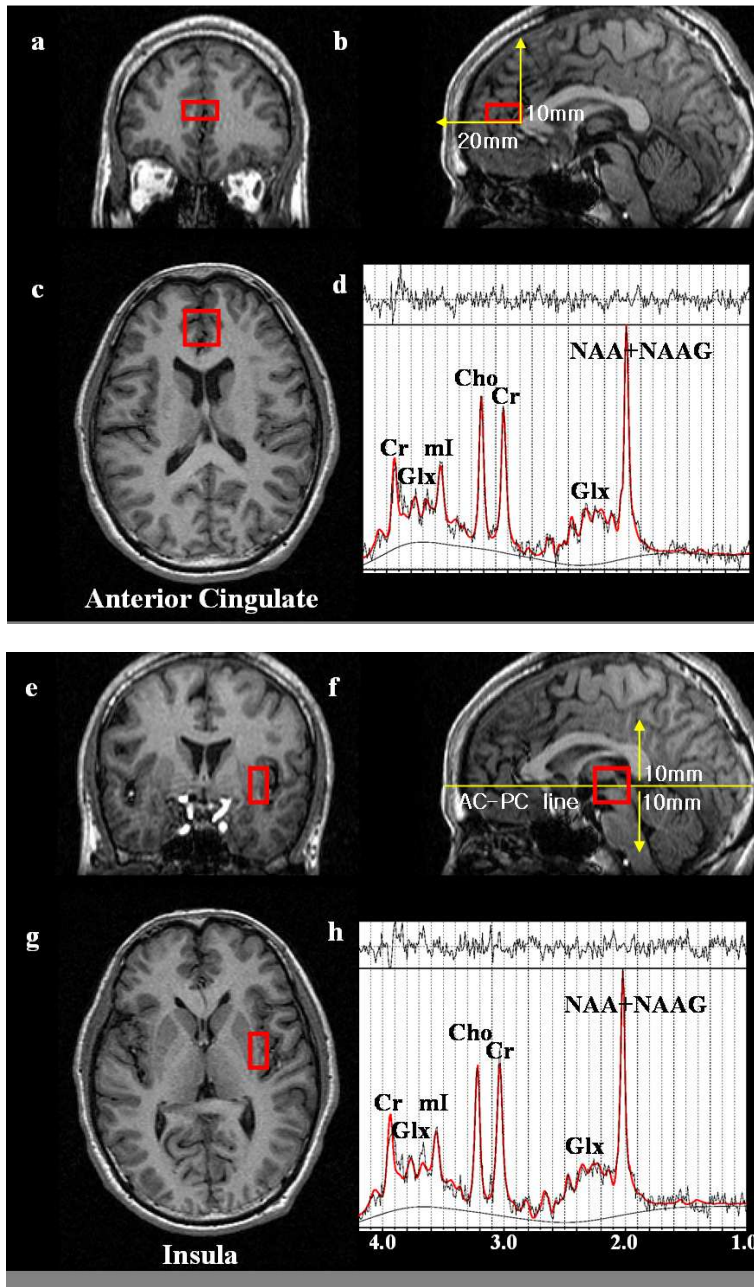 a
b
10mm
20mm
c
d
NAA+NAAG
Cho
Cr
Cr mI
Glx
Glx
Anterior Cingulate
e
f
10mm
AC-PC line
10mm
g
h
NAA+NAAG
Cho
Cr
Cr mI
Glx
Glx
Insula
4.0 3.0 2.0 1.0